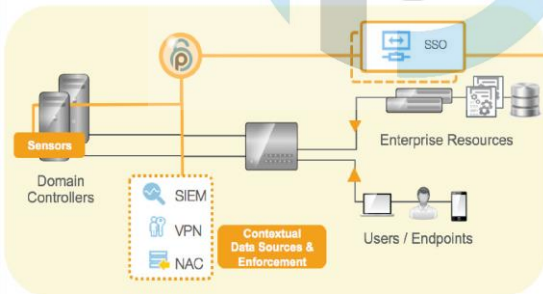 SSO
Sensors
Domain
Controllers
Enterprise Resources
SIEM
VPN
NAC
Contextual
Data Sources &
Enforcement
Users / Endpoints